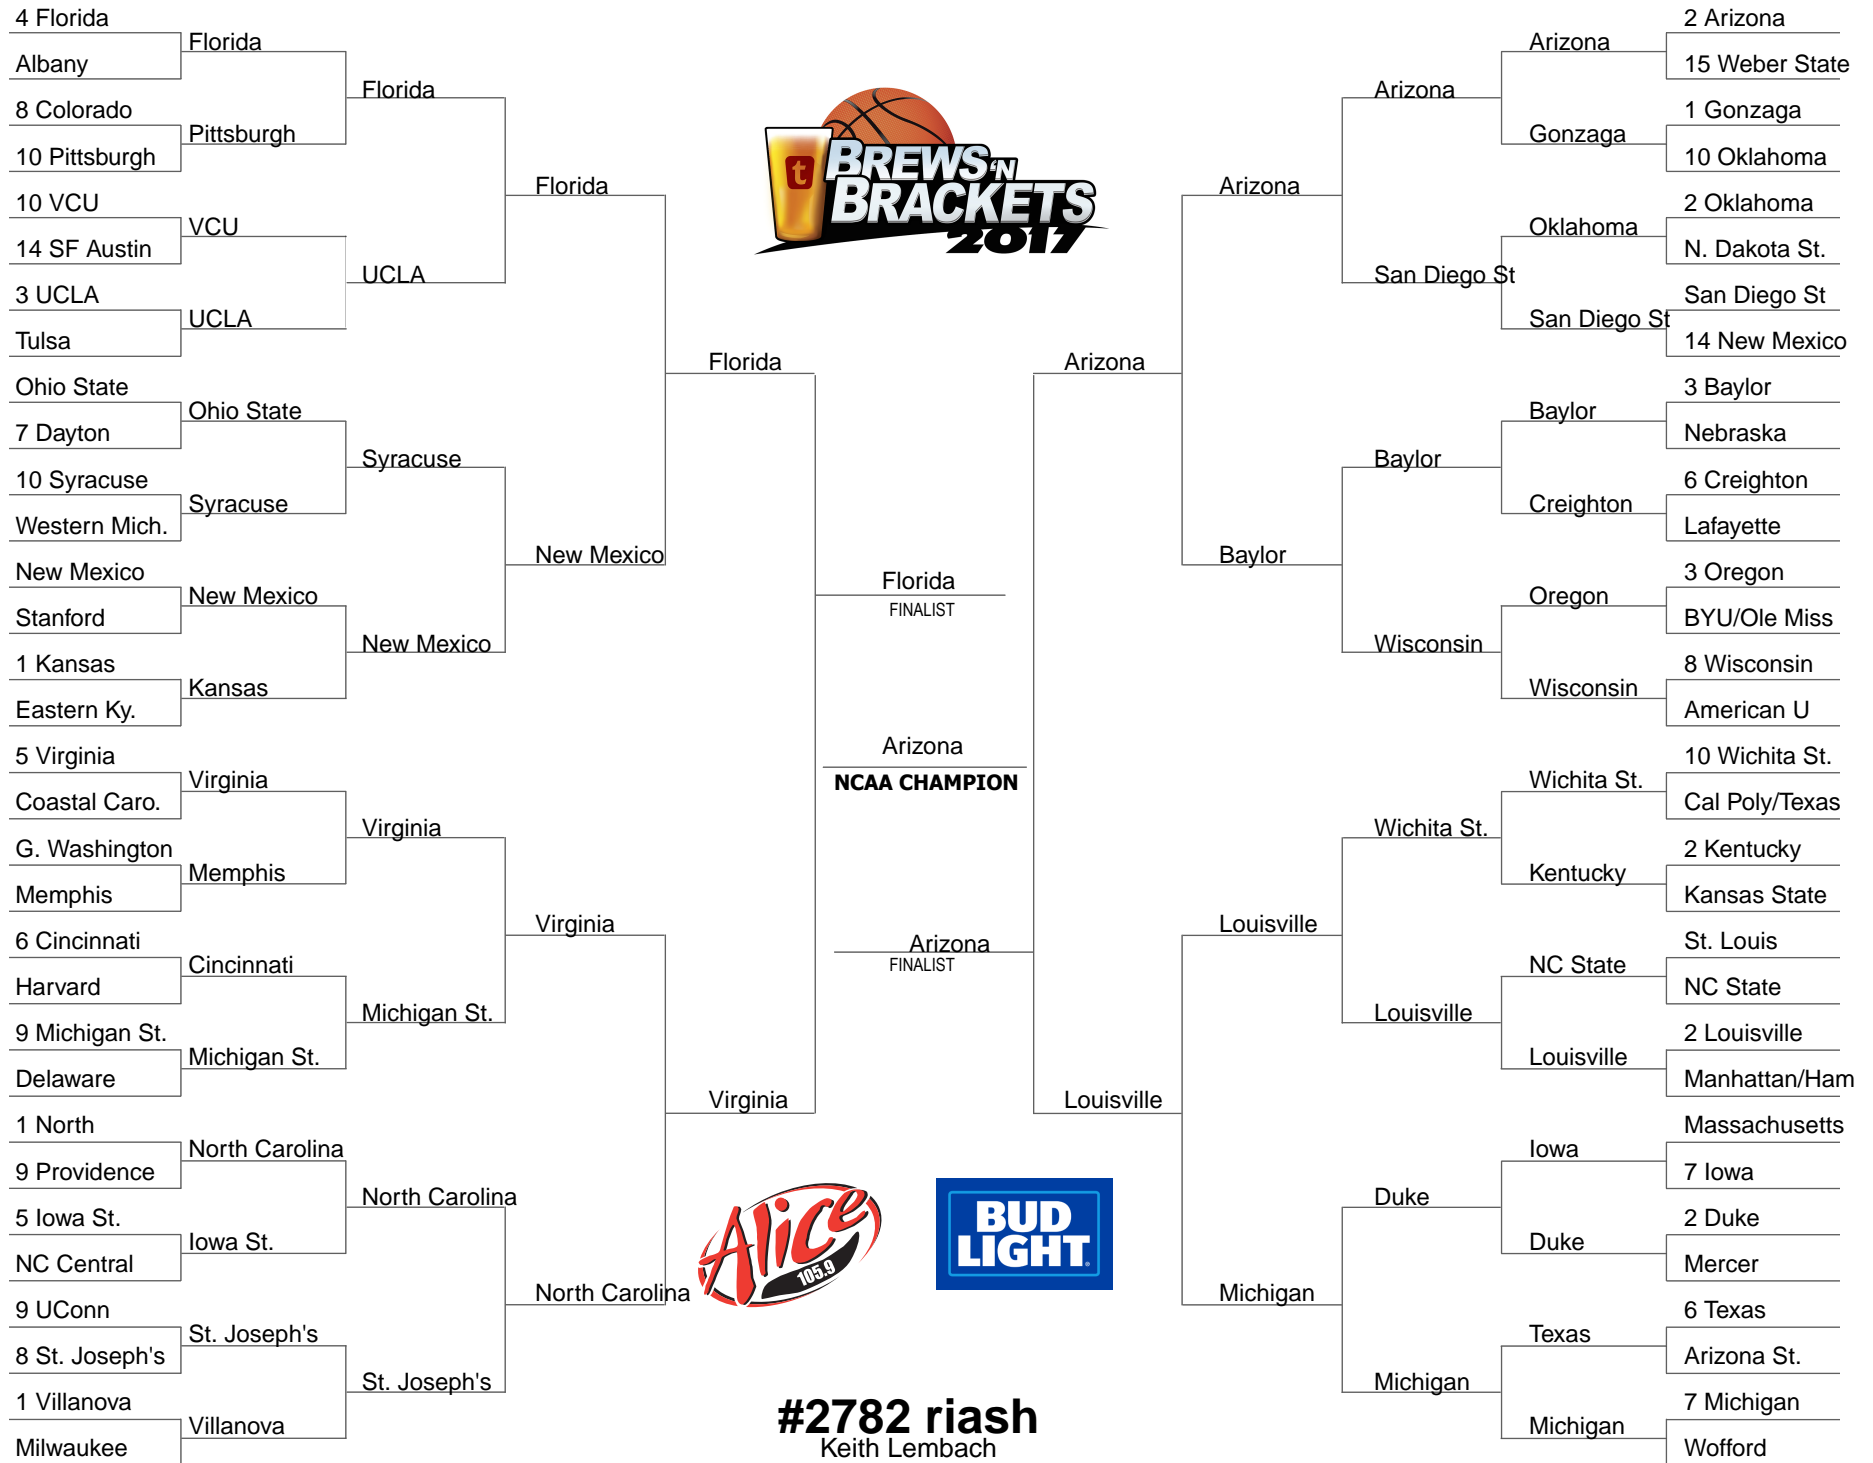 4 Florida
Albany
8 Colorado
10 Pittsburgh
10 VCU
14 SF Austin
3 UCLA
Tulsa
Ohio State
7 Dayton
10 Syracuse
Western Mich.
New Mexico
Stanford
1 Kansas
Eastern Ky.
5 Virginia
Coastal Caro.
G. Washington
Memphis
6 Cincinnati
Harvard
9 Michigan St.
Delaware
1 North
9 Providence
5 Iowa St.
NC Central
9 UConn
8 St. Joseph's
1 Villanova
Milwaukee
Florida
Pittsburgh
VCU
UCLA
Ohio State
Syracuse
New Mexico
Kansas
Virginia
Memphis
Cincinnati
Michigan St.
North Carolina
Iowa St.
St. Joseph's
Villanova
Florida
UCLA
Syracuse
New Mexico
Virginia
Michigan St.
North Carolina
St. Joseph's
Florida
New Mexico
Virginia
North Carolina
Florida
Virginia
t
BREWS 'N
BRACKETS
2017
Florida
FINALIST
Arizona
NCAA CHAMPION
Arizona
FINALIST
Alice
105.9
BUD
LIGHT
#2782 riash
Keith Lembach
Arizona
Louisville
Arizona
Baylor
Louisville
Michigan
Arizona
San Diego St
Baylor
Wisconsin
Wichita St.
Louisville
Duke
Michigan
Arizona
Gonzaga
Oklahoma
San Diego St
Baylor
Creighton
Oregon
Wisconsin
Wichita St.
Kentucky
NC State
Louisville
Iowa
Duke
Texas
Michigan
2 Arizona
15 Weber State
1 Gonzaga
10 Oklahoma
2 Oklahoma
N. Dakota St.
San Diego St
14 New Mexico
3 Baylor
Nebraska
6 Creighton
Lafayette
3 Oregon
BYU/Ole Miss
8 Wisconsin
American U
10 Wichita St.
Cal Poly/Texas
2 Kentucky
Kansas State
St. Louis
NC State
2 Louisville
Manhattan/Ham
Massachusetts
7 Iowa
2 Duke
Mercer
6 Texas
Arizona St.
7 Michigan
Wofford